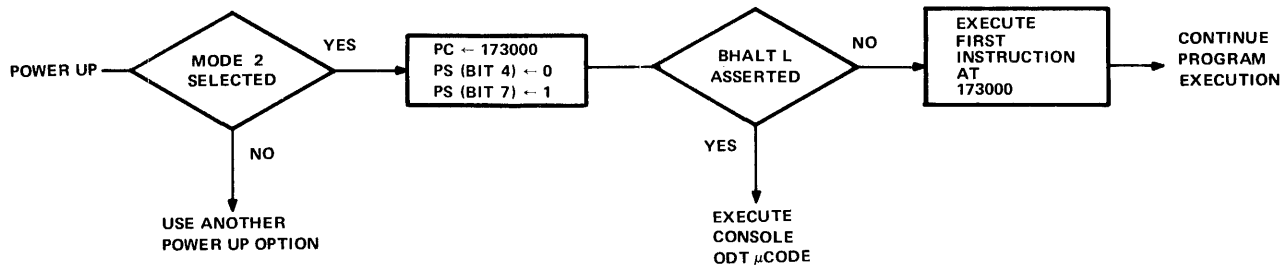 POWER UP
MODE 2
SELECTED
YES
NO
USE ANOTHER
POWER UP OPTION
PC ← 173000
PS (BIT 4) ← 0
PS (BIT 7) ← 1
BHALT L
ASSERTED
NO
YES
EXECUTE
CONSOLE
ODT μCODE
EXECUTE
FIRST
INSTRUCTION
AT
173000
CONTINUE
PROGRAM
EXECUTION